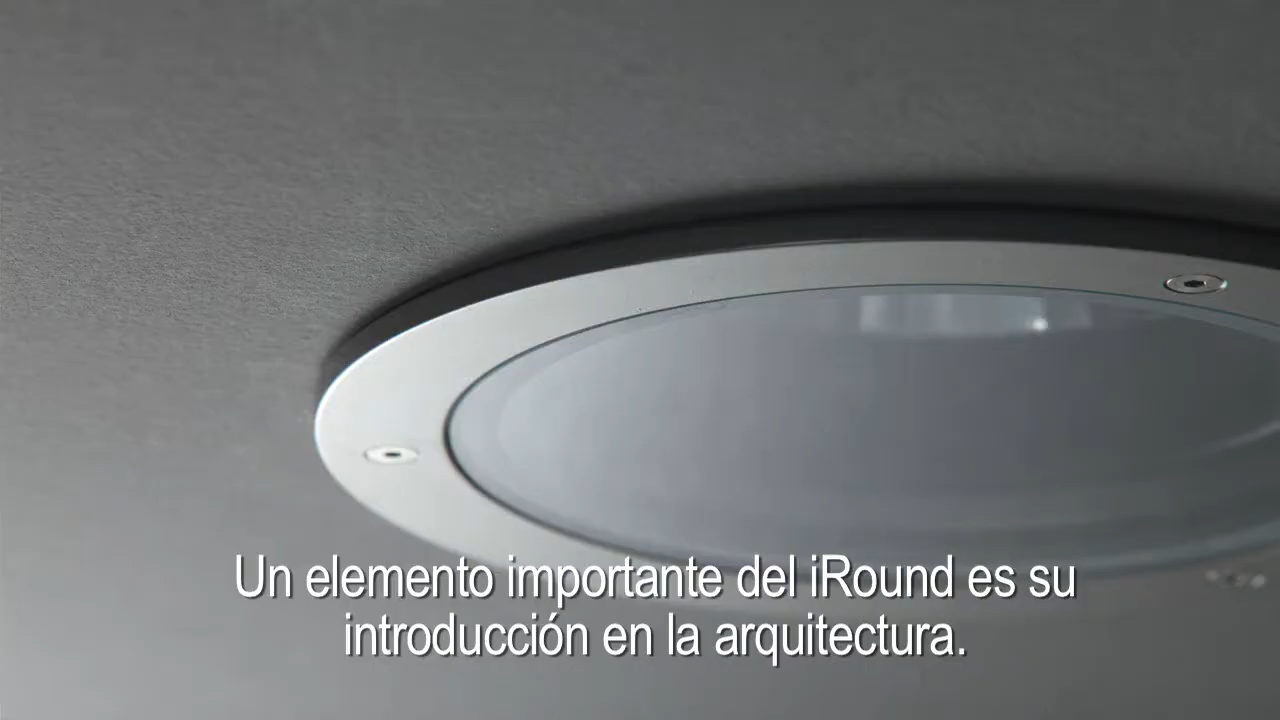 Un elemento importante del iRound es su
introducción en la arquitectura.